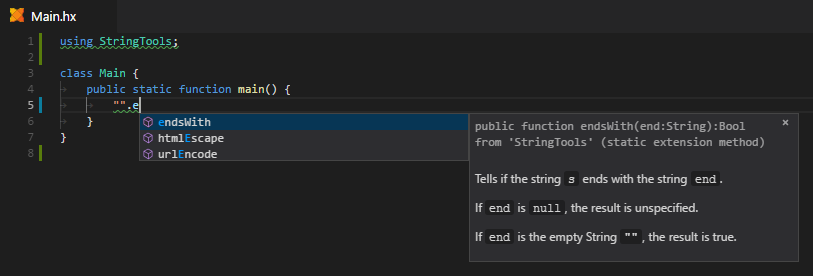 Main.hx
1 using StringTools;
2
3 class Main {
4 → public static function main() {
5 → → "".e
6 → }
7 }
8
endsWith
htmlEscape
urlEncode
public function endsWith(end:String):Bool ×
from 'StringTools' (static extension method)
Tells if the string s ends with the string end.
If end is null, the result is unspecified.
If end is the empty String "", the result is true.